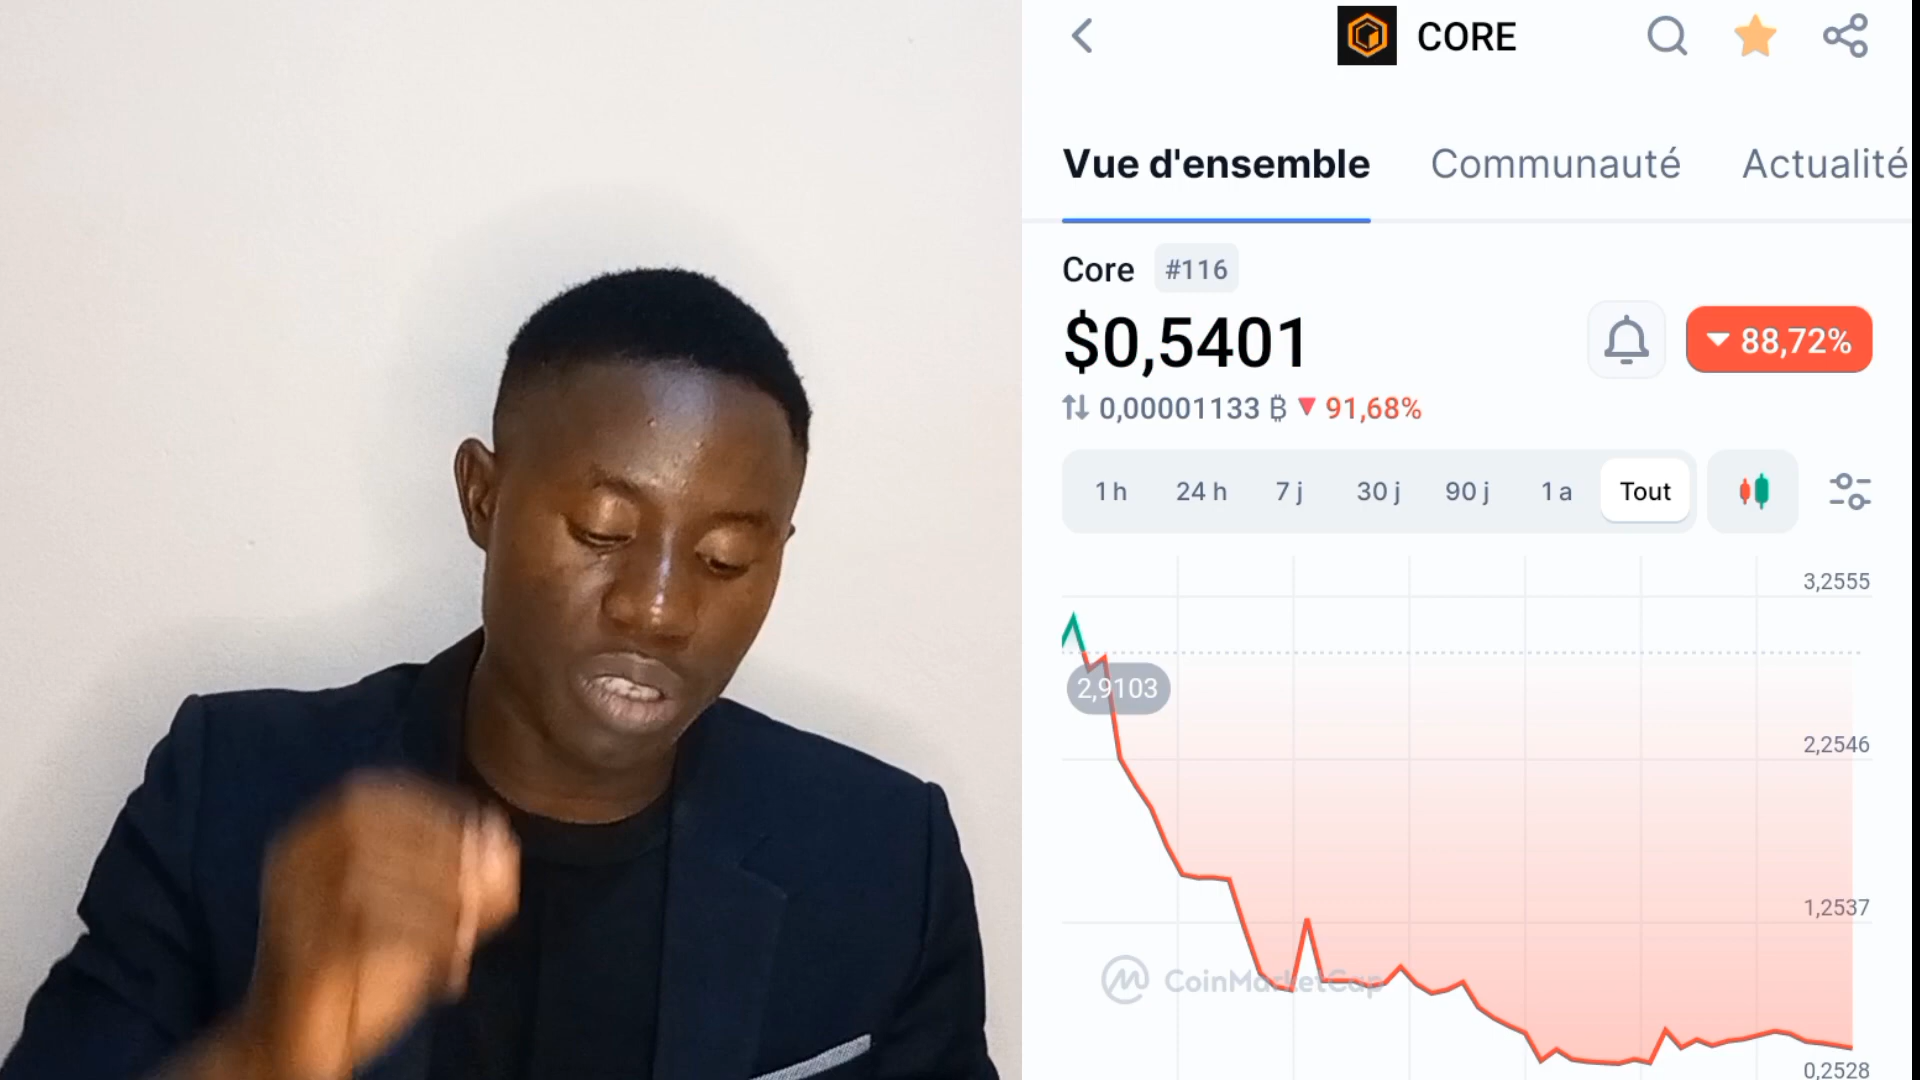 CORE
Vue d'ensemble Communauté Actualité
Core #116
$0,5401
88,72%
0,00001133 ₿ 91,68%
1 h 24 h 7 j 30 j 90 j 1 a Tout
3,2555
2,9103
2,2546
1,2537
CoinMarketCap
0,2528